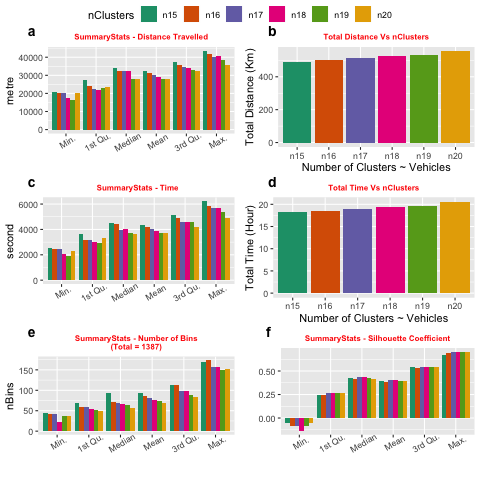 nClusters n15 n16 n17 n18 n19 n20
a
SummaryStats - Distance Travelled
metre
40000
30000
20000
10000
0
Min. 1st Qu. Median Mean 3rd Qu. Max.
b
Total Distance Vs nClusters
Total Distance (Km)
400
200
0
n15 n16 n17 n18 n19 n20
Number of Clusters ~ Vehicles
c
SummaryStats - Time
second
6000
4000
2000
0
Min. 1st Qu. Median Mean 3rd Qu. Max.
d
Total Time Vs nClusters
Total Time (Hour)
20
15
10
5
0
n15 n16 n17 n18 n19 n20
Number of Clusters ~ Vehicles
e
SummaryStats - Number of Bins
(Total = 1387)
nBins
150
100
50
0
Min. 1st Qu. Median Mean 3rd Qu. Max.
f
SummaryStats - Silhouette Coefficient
0.50
0.25
0.00
Min. 1st Qu. Median Mean 3rd Qu. Max.